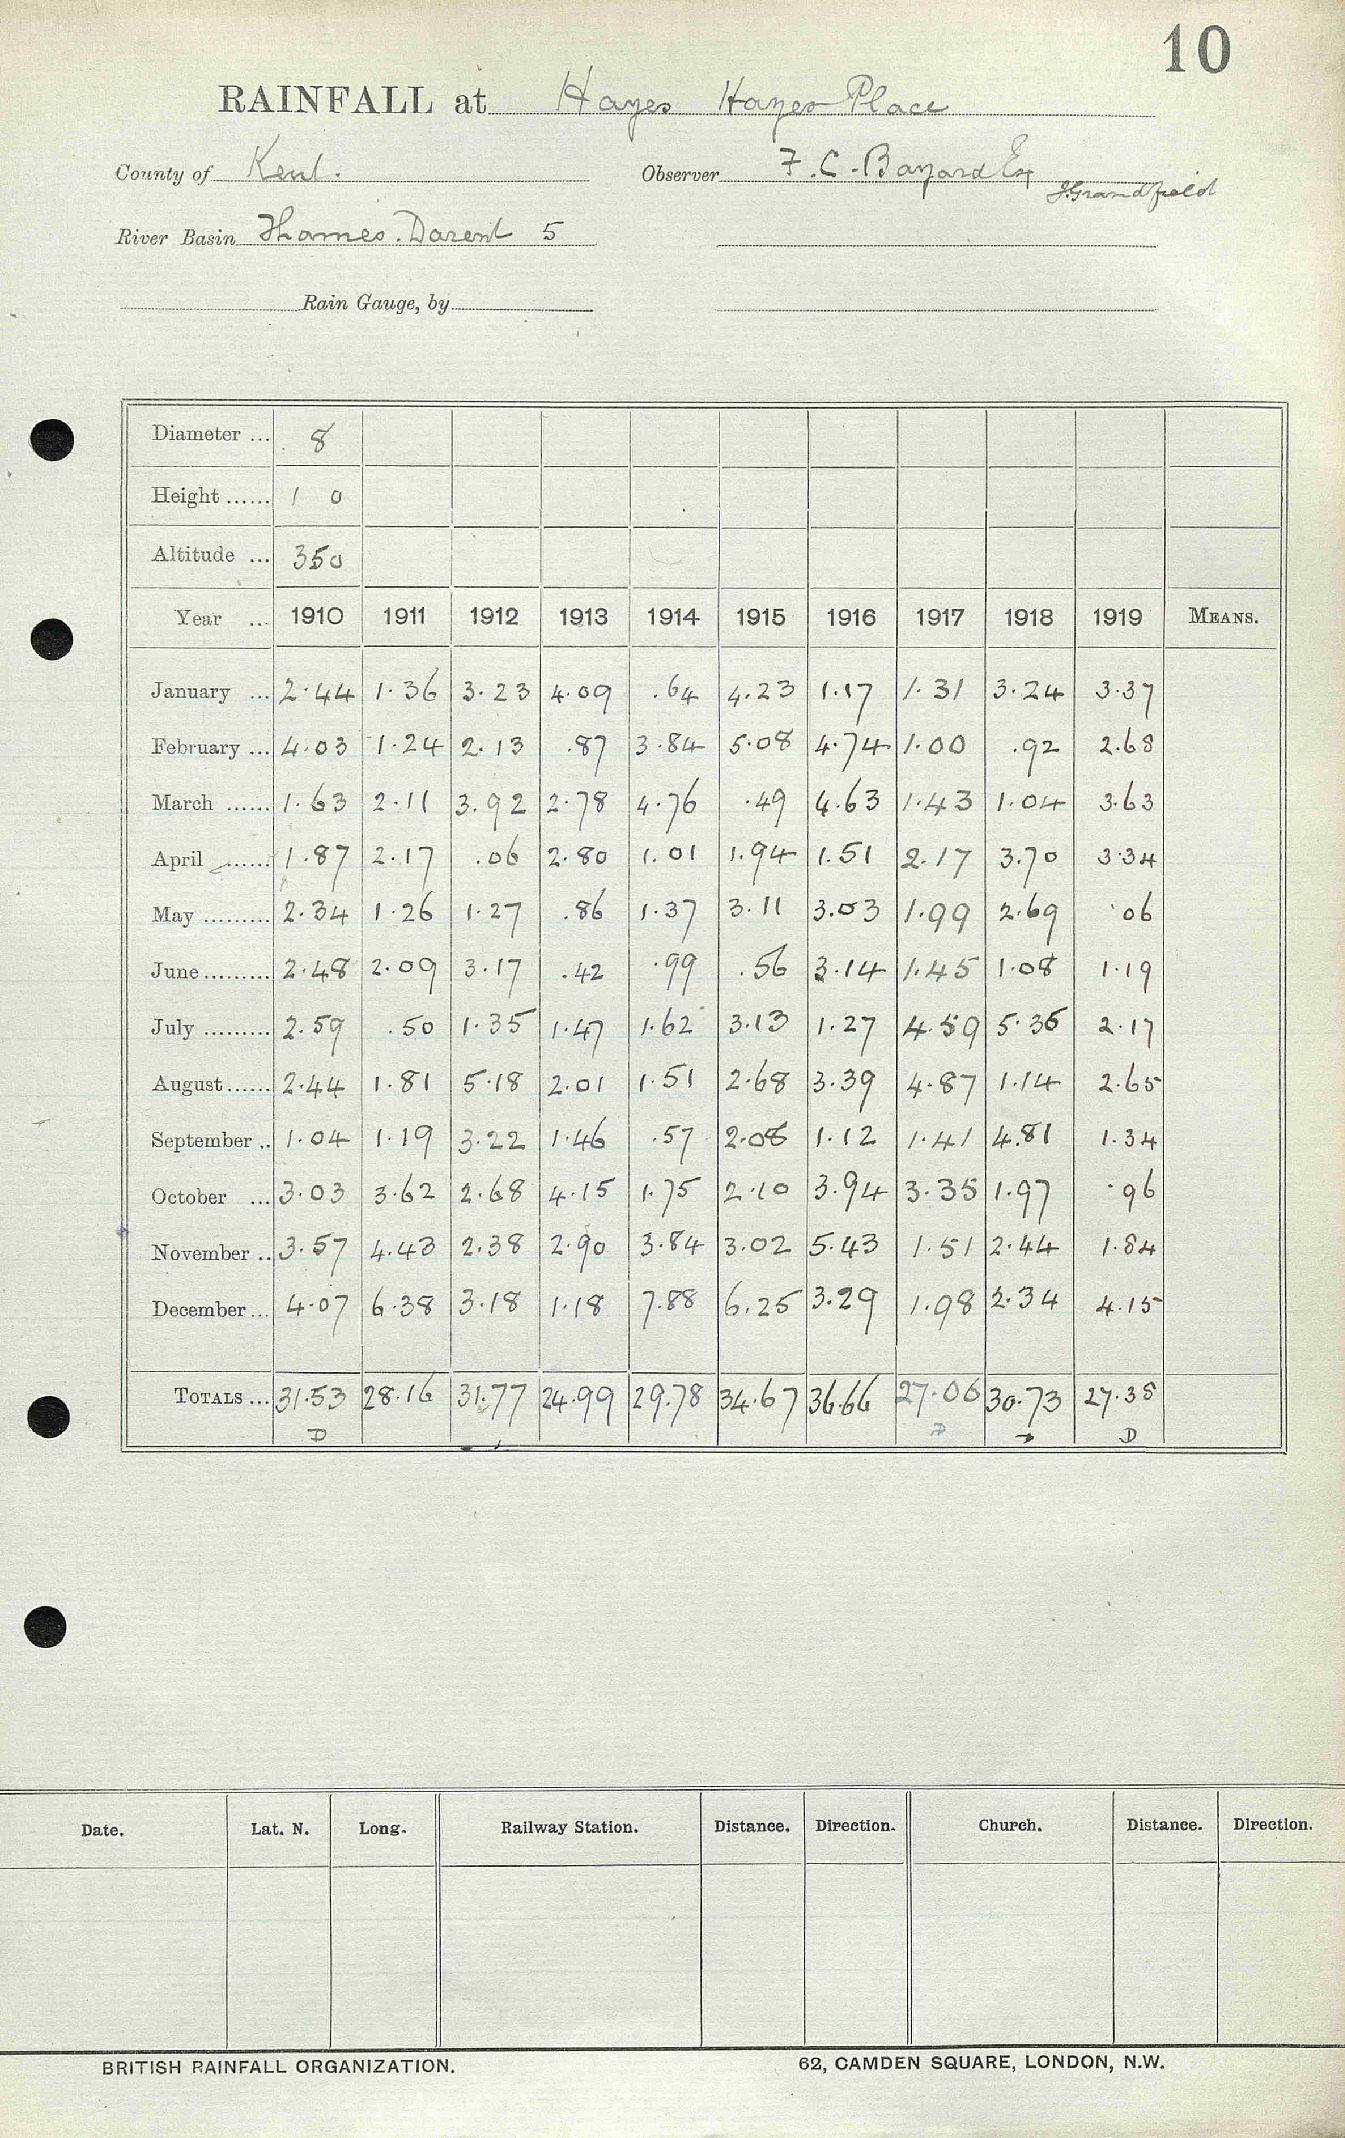 10
RAINFALL at Hayes Hayes Place
County of Kent. Observer F. C. Bayard Esq
J. Grandfield
River Basin Thames. Darent 5
Rain Gauge, by
Diameter ... 8
Height ...... 1 0
Altitude ... 350
Year ... 1910 1911 1912 1913 1914 1915 1916 1917 1918 1919 MEANS.
January ... 2.44 1.36 3.23 4.09 .64 4.23 1.17 1.31 3.24 3.37
February ... 4.03 1.24 2.13 .87 3.84 5.08 4.74 1.00 .92 2.68
March ...... 1.63 2.11 3.92 2.78 4.76 .49 4.63 1.43 1.04 3.63
April ...... 1.87 2.17 .06 2.80 1.01 1.94 1.51 2.17 3.70 3.34
May ......... 2.34 1.26 1.27 .86 1.37 3.11 3.03 1.99 2.69 .06
June ......... 2.48 2.09 3.17 .42 .99 .56 3.14 1.45 1.08 1.19
July ......... 2.59 .50 1.35 1.47 1.62 3.13 1.27 4.59 5.36 2.17
August ...... 2.44 1.81 5.18 2.01 1.51 2.68 3.39 4.87 1.14 2.65
September .. 1.04 1.19 3.22 1.46 .57 2.08 1.12 1.41 4.81 1.34
October ... 3.03 3.62 2.68 4.15 1.75 2.10 3.94 3.35 1.97 .96
November .. 3.57 4.43 2.38 2.90 3.84 3.02 5.43 1.51 2.44 1.84
December ... 4.07 6.38 3.18 1.18 7.88 6.25 3.29 1.98 2.34 4.15
TOTALS ... 31.53 28.16 31.77 24.99 29.78 34.67 36.66 27.06 30.73 27.38
D D D
Date. Lat. N. Long. Railway Station. Distance. Direction. Church. Distance. Direction.
BRITISH RAINFALL ORGANIZATION. 62, CAMDEN SQUARE, LONDON, N.W.